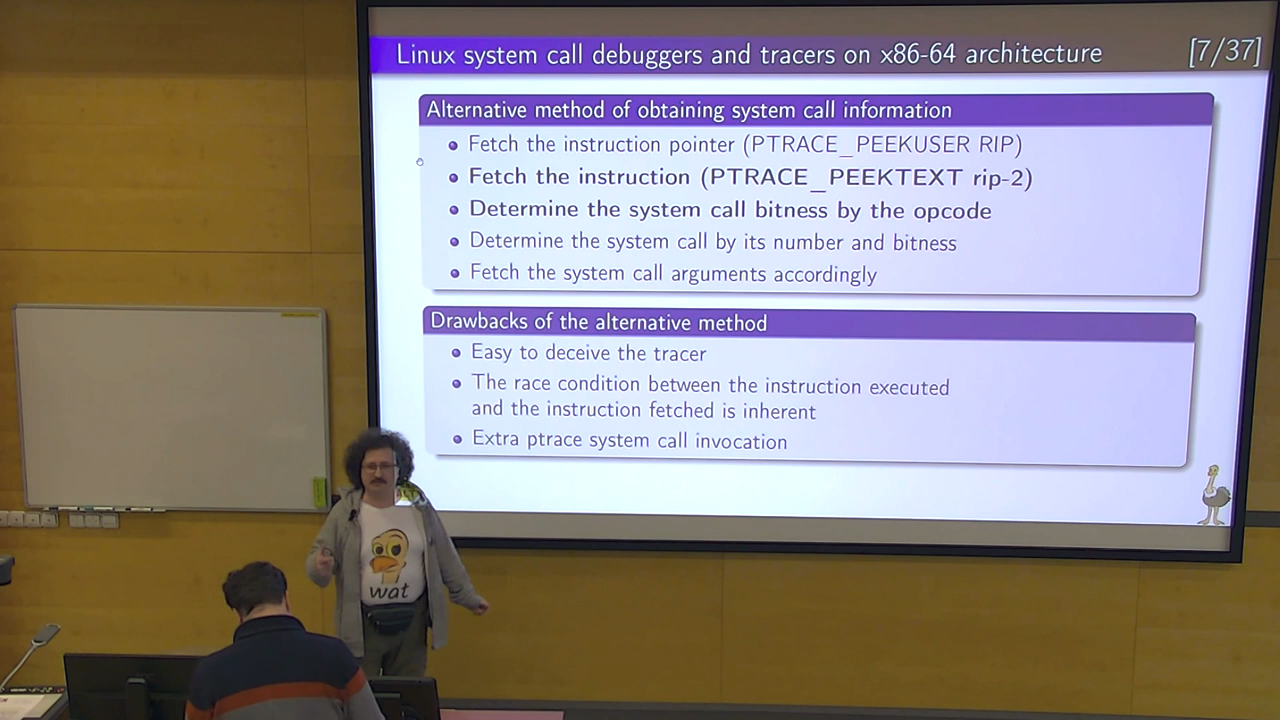 Linux system call debuggers and tracers on x86-64 architecture [7/37]
Alternative method of obtaining system call information
Fetch the instruction pointer (PTRACE_PEEKUSER RIP)
Fetch the instruction (PTRACE_PEEKTEXT rip-2)
Determine the system call bitness by the opcode
Determine the system call by its number and bitness
Fetch the system call arguments accordingly
Drawbacks of the alternative method
Easy to deceive the tracer
The race condition between the instruction executed
and the instruction fetched is inherent
Extra ptrace system call invocation
wat